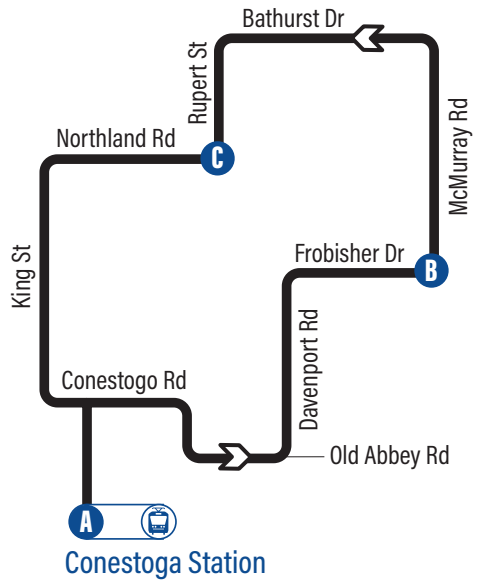 Bathurst Dr
Rupert St
McMurray Rd
Northland Rd
C
Frobisher Dr
B
King St
Davenport Rd
Conestogo Rd
Old Abbey Rd
A
Conestoga Station